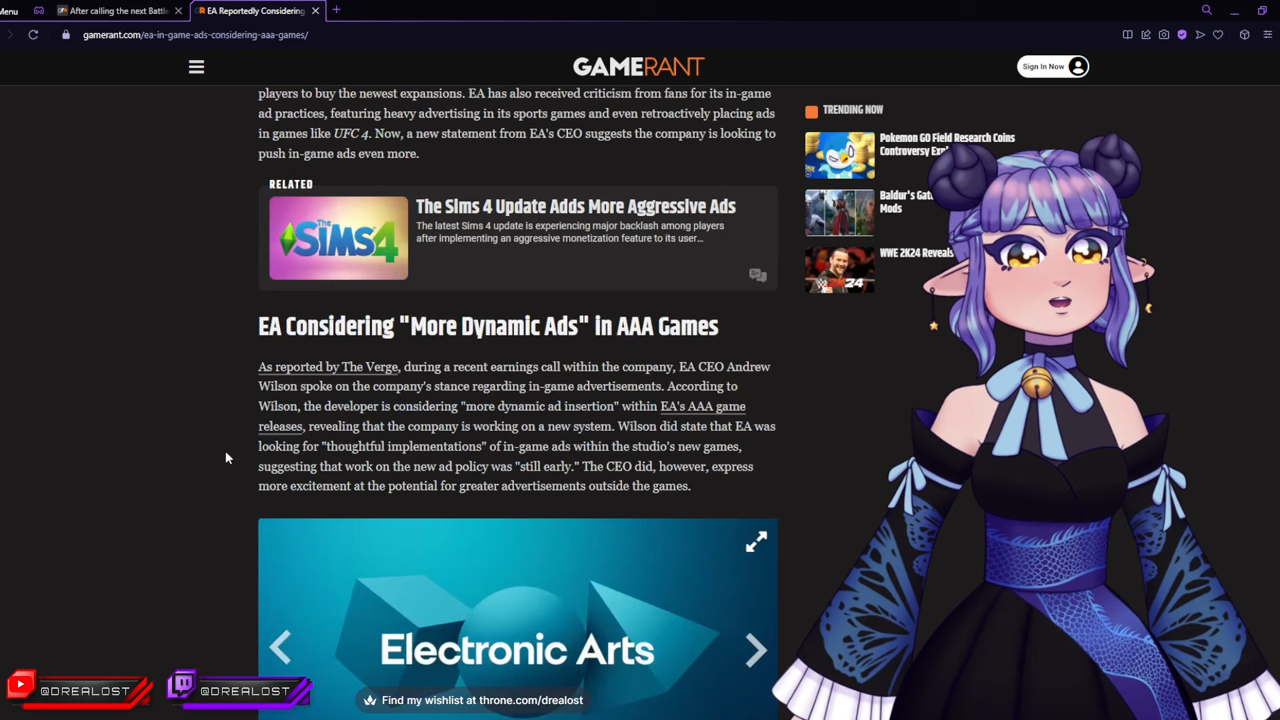 Menu
After calling the next Battle
EA Reportedly Considering
gamerant.com/ea-in-game-ads-considering-aaa-games/
GAMERANT
Sign In Now
players to buy the newest expansions. EA has also received criticism from fans for its in-game
ad practices, featuring heavy advertising in its sports games and even retroactively placing ads
in games like UFC 4. Now, a new statement from EA's CEO suggests the company is looking to
push in-game ads even more.
RELATED
The SIMS 4
The Sims 4 Update Adds More Aggressive Ads
The latest Sims 4 update is experiencing major backlash among players
after implementing an aggressive monetization feature to its user...
EA Considering "More Dynamic Ads" in AAA Games
As reported by The Verge, during a recent earnings call within the company, EA CEO Andrew
Wilson spoke on the company's stance regarding in-game advertisements. According to
Wilson, the developer is considering "more dynamic ad insertion" within EA's AAA game
releases, revealing that the company is working on a new system. Wilson did state that EA was
looking for "thoughtful implementations" of in-game ads within the studio's new games,
suggesting that work on the new ad policy was "still early." The CEO did, however, express
more excitement at the potential for greater advertisements outside the games.
Electronic Arts
TRENDING NOW
Pokemon GO Field Research Coins
Controversy
Baldur's
Mods
WWE 2K24 Reveals
2K24
@DREALOST
@DREALOST
Find my wishlist at throne.com/drealost